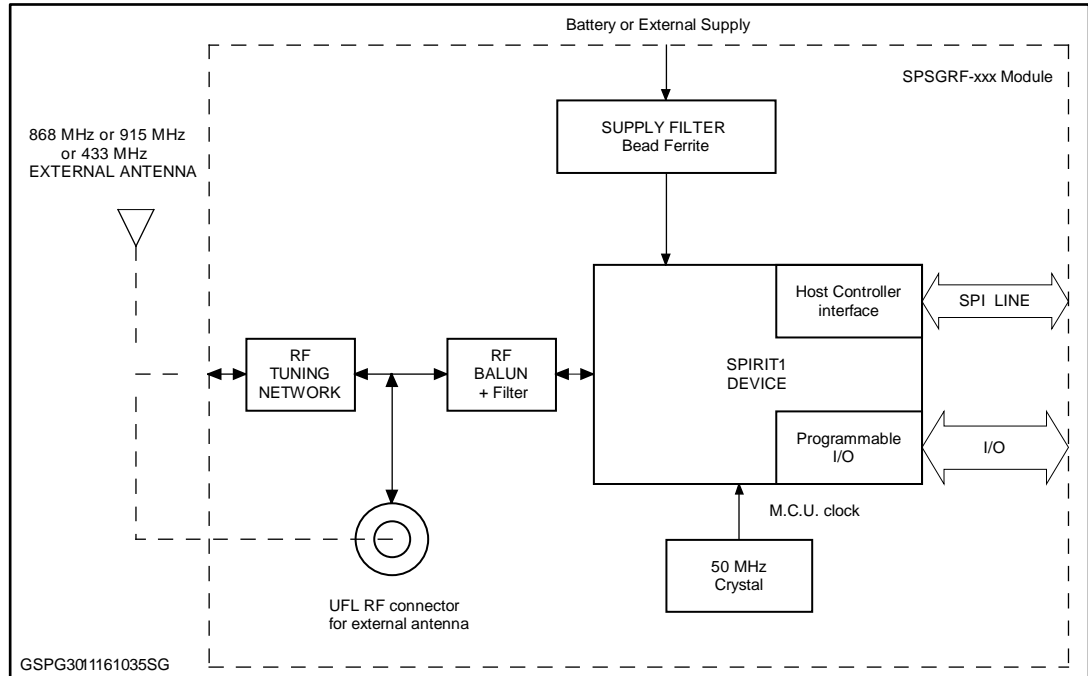 Battery or External Supply
SPSGRF-xxx Module
SUPPLY FILTER
Bead Ferrite
868 MHz or 915 MHz
or 433 MHz
EXTERNAL ANTENNA
Host Controller
interface
SPI LINE
RF
TUNING
NETWORK
RF
BALUN
+ Filter
SPIRIT1
DEVICE
Programmable
I/O
I/O
M.C.U. clock
50 MHz
Crystal
UFL RF connector
for external antenna
GSPG3011161035SG